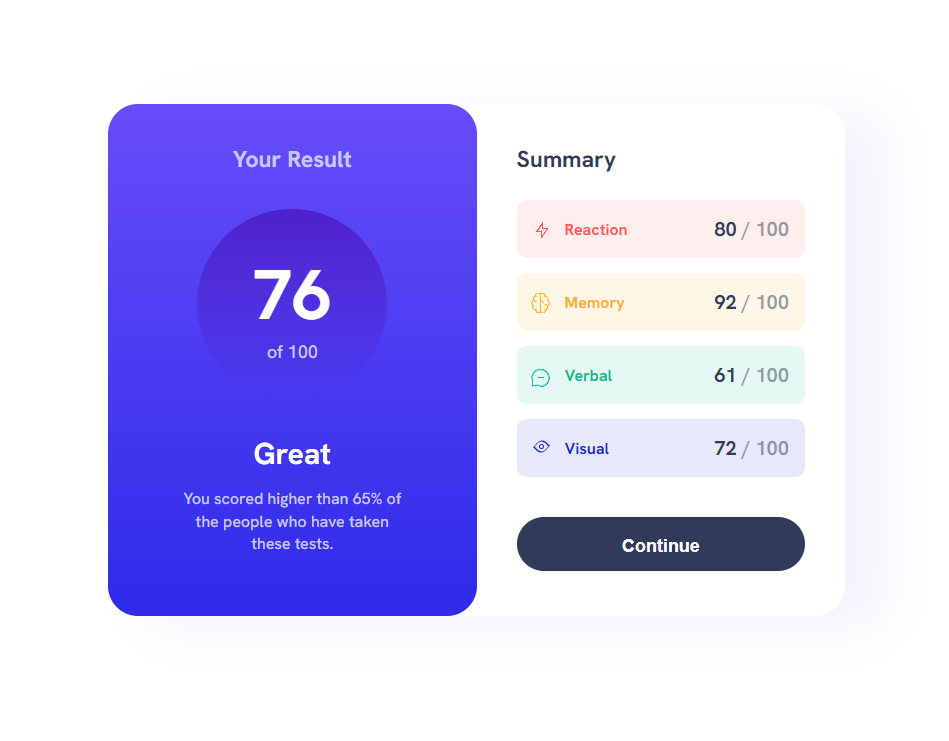 Your Result
76
of 100
Great
You scored higher than 65% of
the people who have taken
these tests.
Summary
Reaction 80 / 100
Memory 92 / 100
Verbal 61 / 100
Visual 72 / 100
Continue